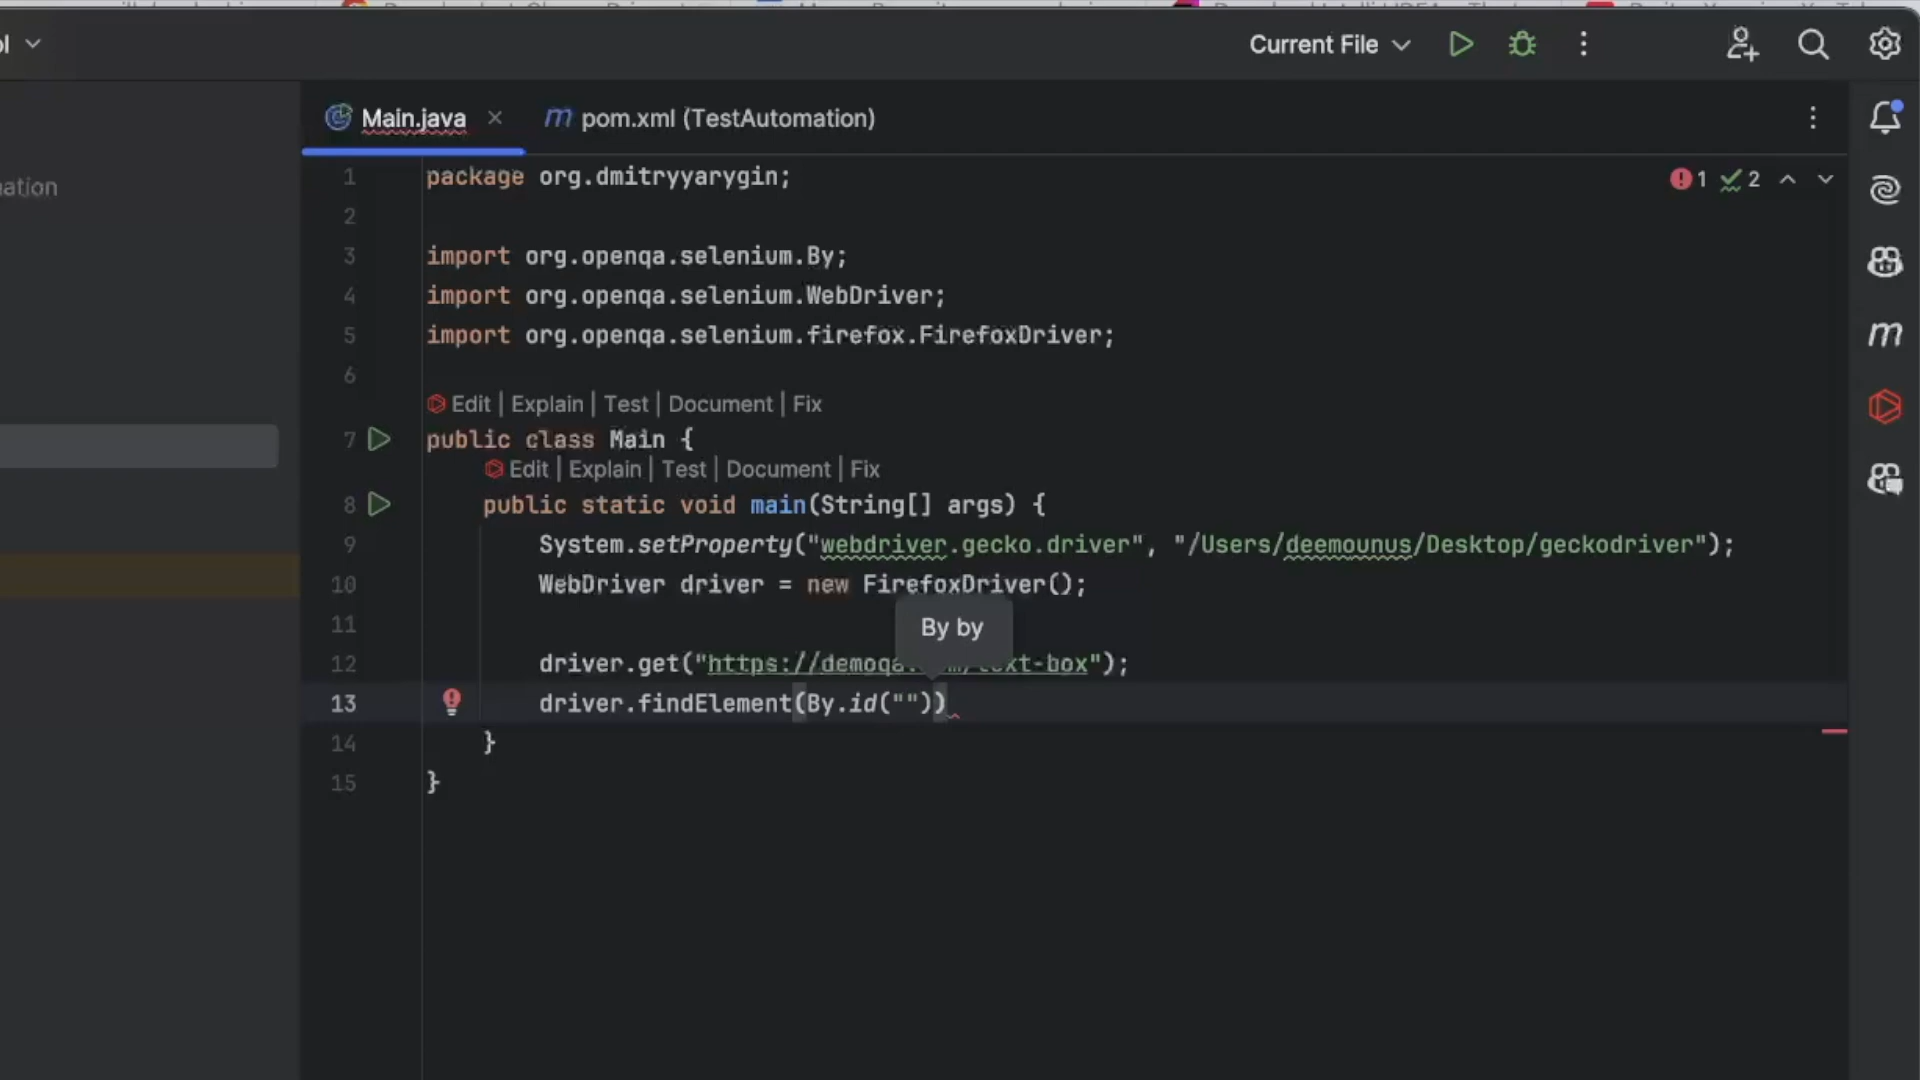 Current File
Main.java
pom.xml (TestAutomation)
ation
1 package org.dmitryyarygin;
1 2
2
3 import org.openqa.selenium.By;
4 import org.openqa.selenium.WebDriver;
5 import org.openqa.selenium.firefox.FirefoxDriver;
6
Edit | Explain | Test | Document | Fix
7 public class Main {
Edit | Explain | Test | Document | Fix
8 public static void main(String[] args) {
9 System.setProperty("webdriver.gecko.driver", "/Users/deemounus/Desktop/geckodriver");
10 WebDriver driver = new FirefoxDriver();
11
By by
12 driver.get("https://demoqa. m/text-box");
13 driver.findElement(By.id(""))
14 }
15 }